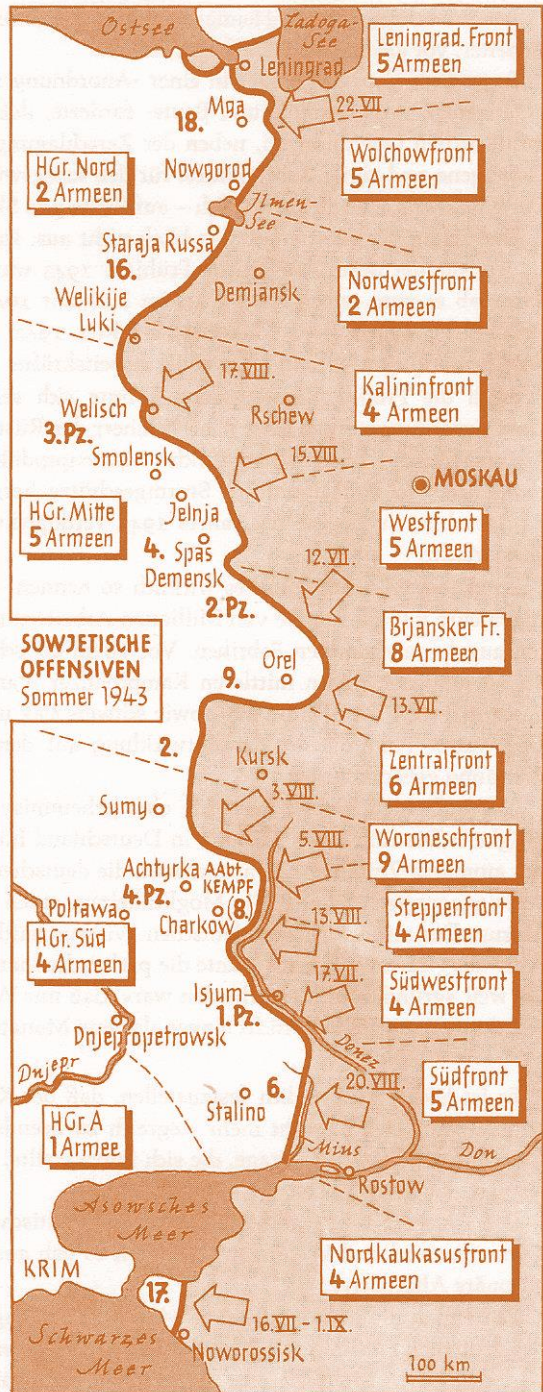 Ostsee
Ladoga-
See
Leningrad
Leningrad. Front
5 Armeen
Mga
18.
22.VII.
HGr. Nord
2 Armeen
Nowgorod
Wolchowfront
5 Armeen
Ilmen-
See
Staraja Russa
16.
Demjansk
Nordwestfront
2 Armeen
Welikije
Luki
17.VIII.
Kalininfront
4 Armeen
Welisch
3.Pz.
Rschew
Smolensk
15.VIII.
MOSKAU
HGr. Mitte
5 Armeen
Jelnja
4. Spas
Demensk
Westfront
5 Armeen
12.VII.
2.Pz.
Brjansker Fr.
8 Armeen
SOWJETISCHE
OFFENSIVEN
Sommer 1943
Orel
9.
13.VII.
2.
Kursk
Zentralfront
6 Armeen
3.VIII.
Sumy
5.VIII.
Woroneschfront
9 Armeen
Achtyrka
4.Pz.
AAbt.
KEMPF
(8.)
Charkow
13.VIII.
Steppenfront
4 Armeen
Poltawa
HGr. Süd
4 Armeen
17.VII.
Südwestfront
4 Armeen
Isjum
1.Pz.
Dnjepropetrowsk
Donez
Dnjepr
6.
20.VIII.
Südfront
5 Armeen
Stalino
HGr. A
1 Armee
Mius
Don
Rostow
Asowsches
Meer
Nordkaukasusfront
4 Armeen
KRIM
17.
16.VII.-1.IX.
Schwarzes
Meer
Noworossisk
100 km